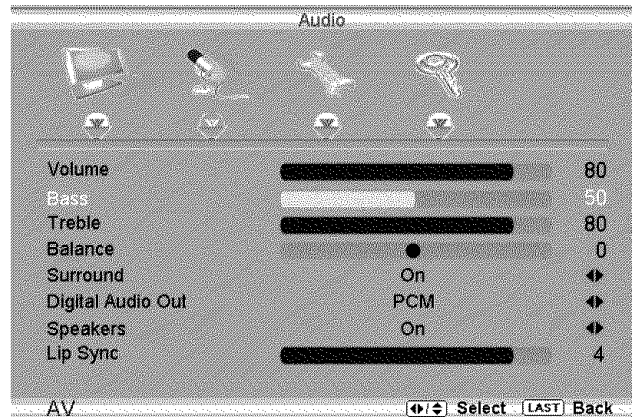 Audio
Volume 80
Bass 50
Treble 80
Balance 0
Surround On
Digital Audio Out PCM
Speakers On
Lip Sync 4
AV Select LAST Back